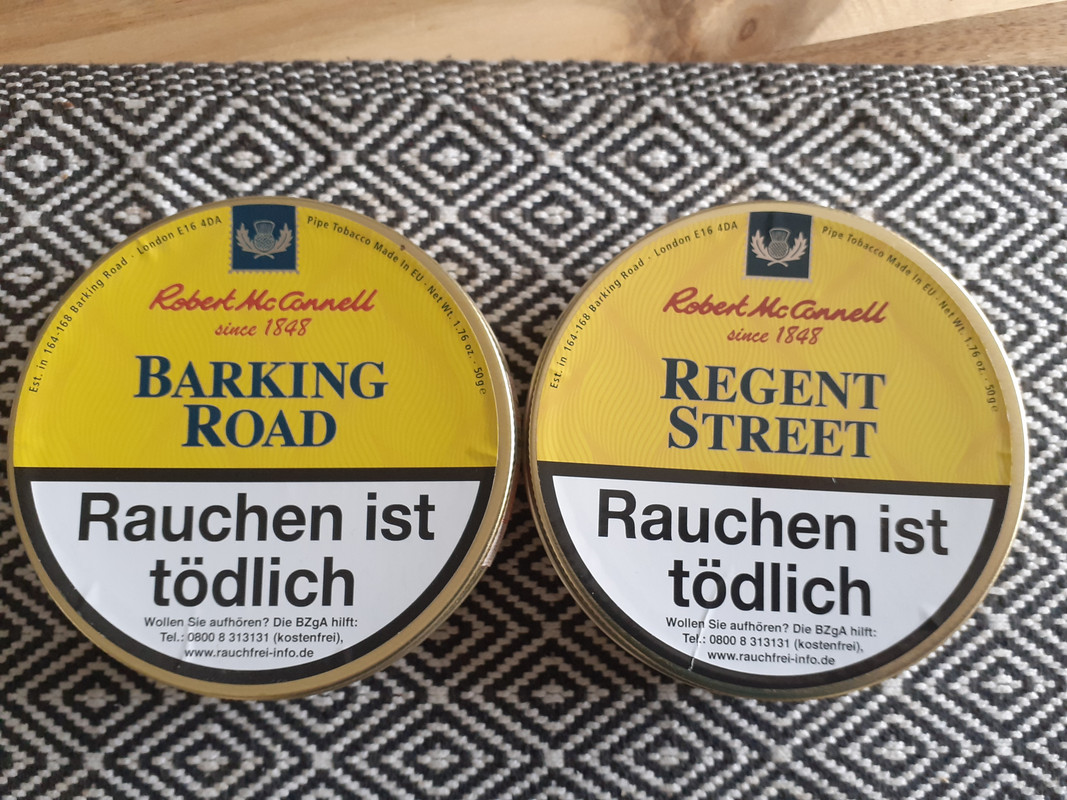 Est. in 164-168 Barking Road · London E16 4DA
Pipe Tobacco Made In EU · Net Wt. 1.76 oz. · 50g e
Robert McConnell
since 1848
BARKING
ROAD
Rauchen ist
tödlich
Wollen Sie aufhören? Die BZgA hilft:
Tel.: 0800 8 313131 (kostenfrei),
www.rauchfrei-info.de
Est. in 164-168 Barking Road · London E16 4DA
Pipe Tobacco Made In EU · Net Wt. 1.76 oz. · 50g e
Robert McConnell
since 1848
REGENT
STREET
Rauchen ist
tödlich
Wollen Sie aufhören? Die BZgA hilft:
Tel.: 0800 8 313131 (kostenfrei),
www.rauchfrei-info.de